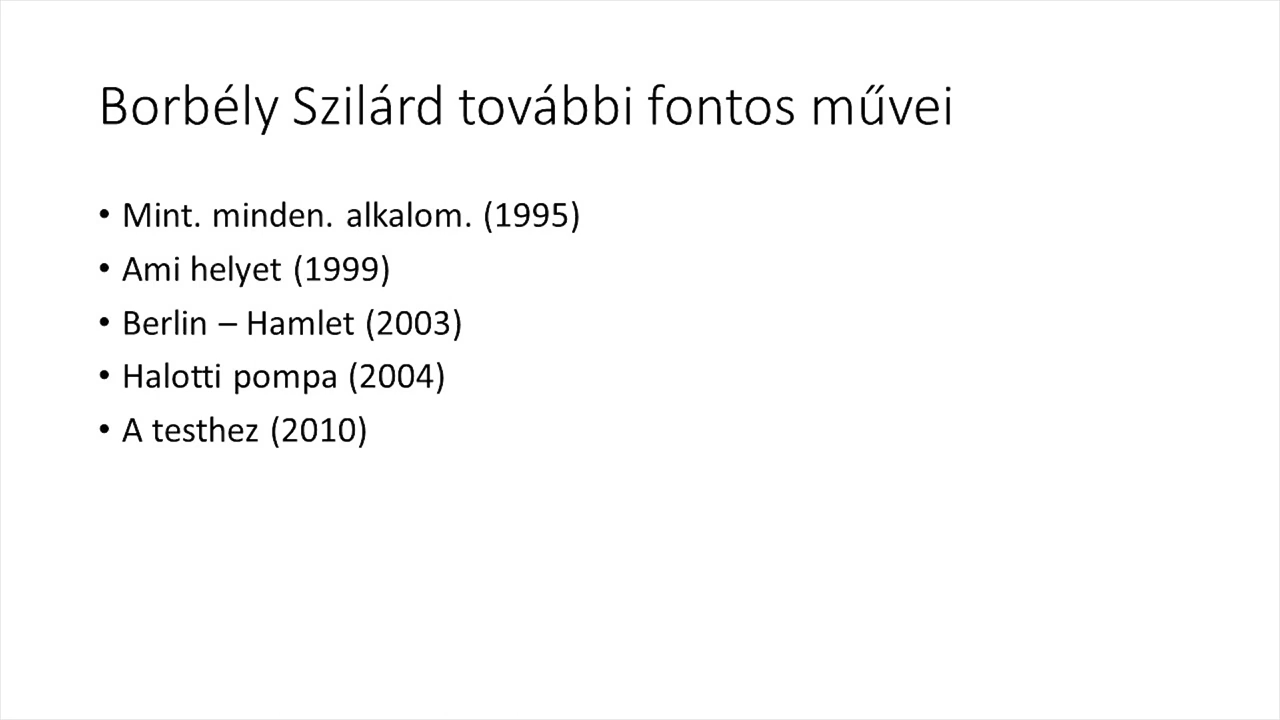 Borbély Szilárd további fontos művei
• Mint. minden. alkalom. (1995)
• Ami helyet (1999)
• Berlin – Hamlet (2003)
• Halotti pompa (2004)
• A testhez (2010)